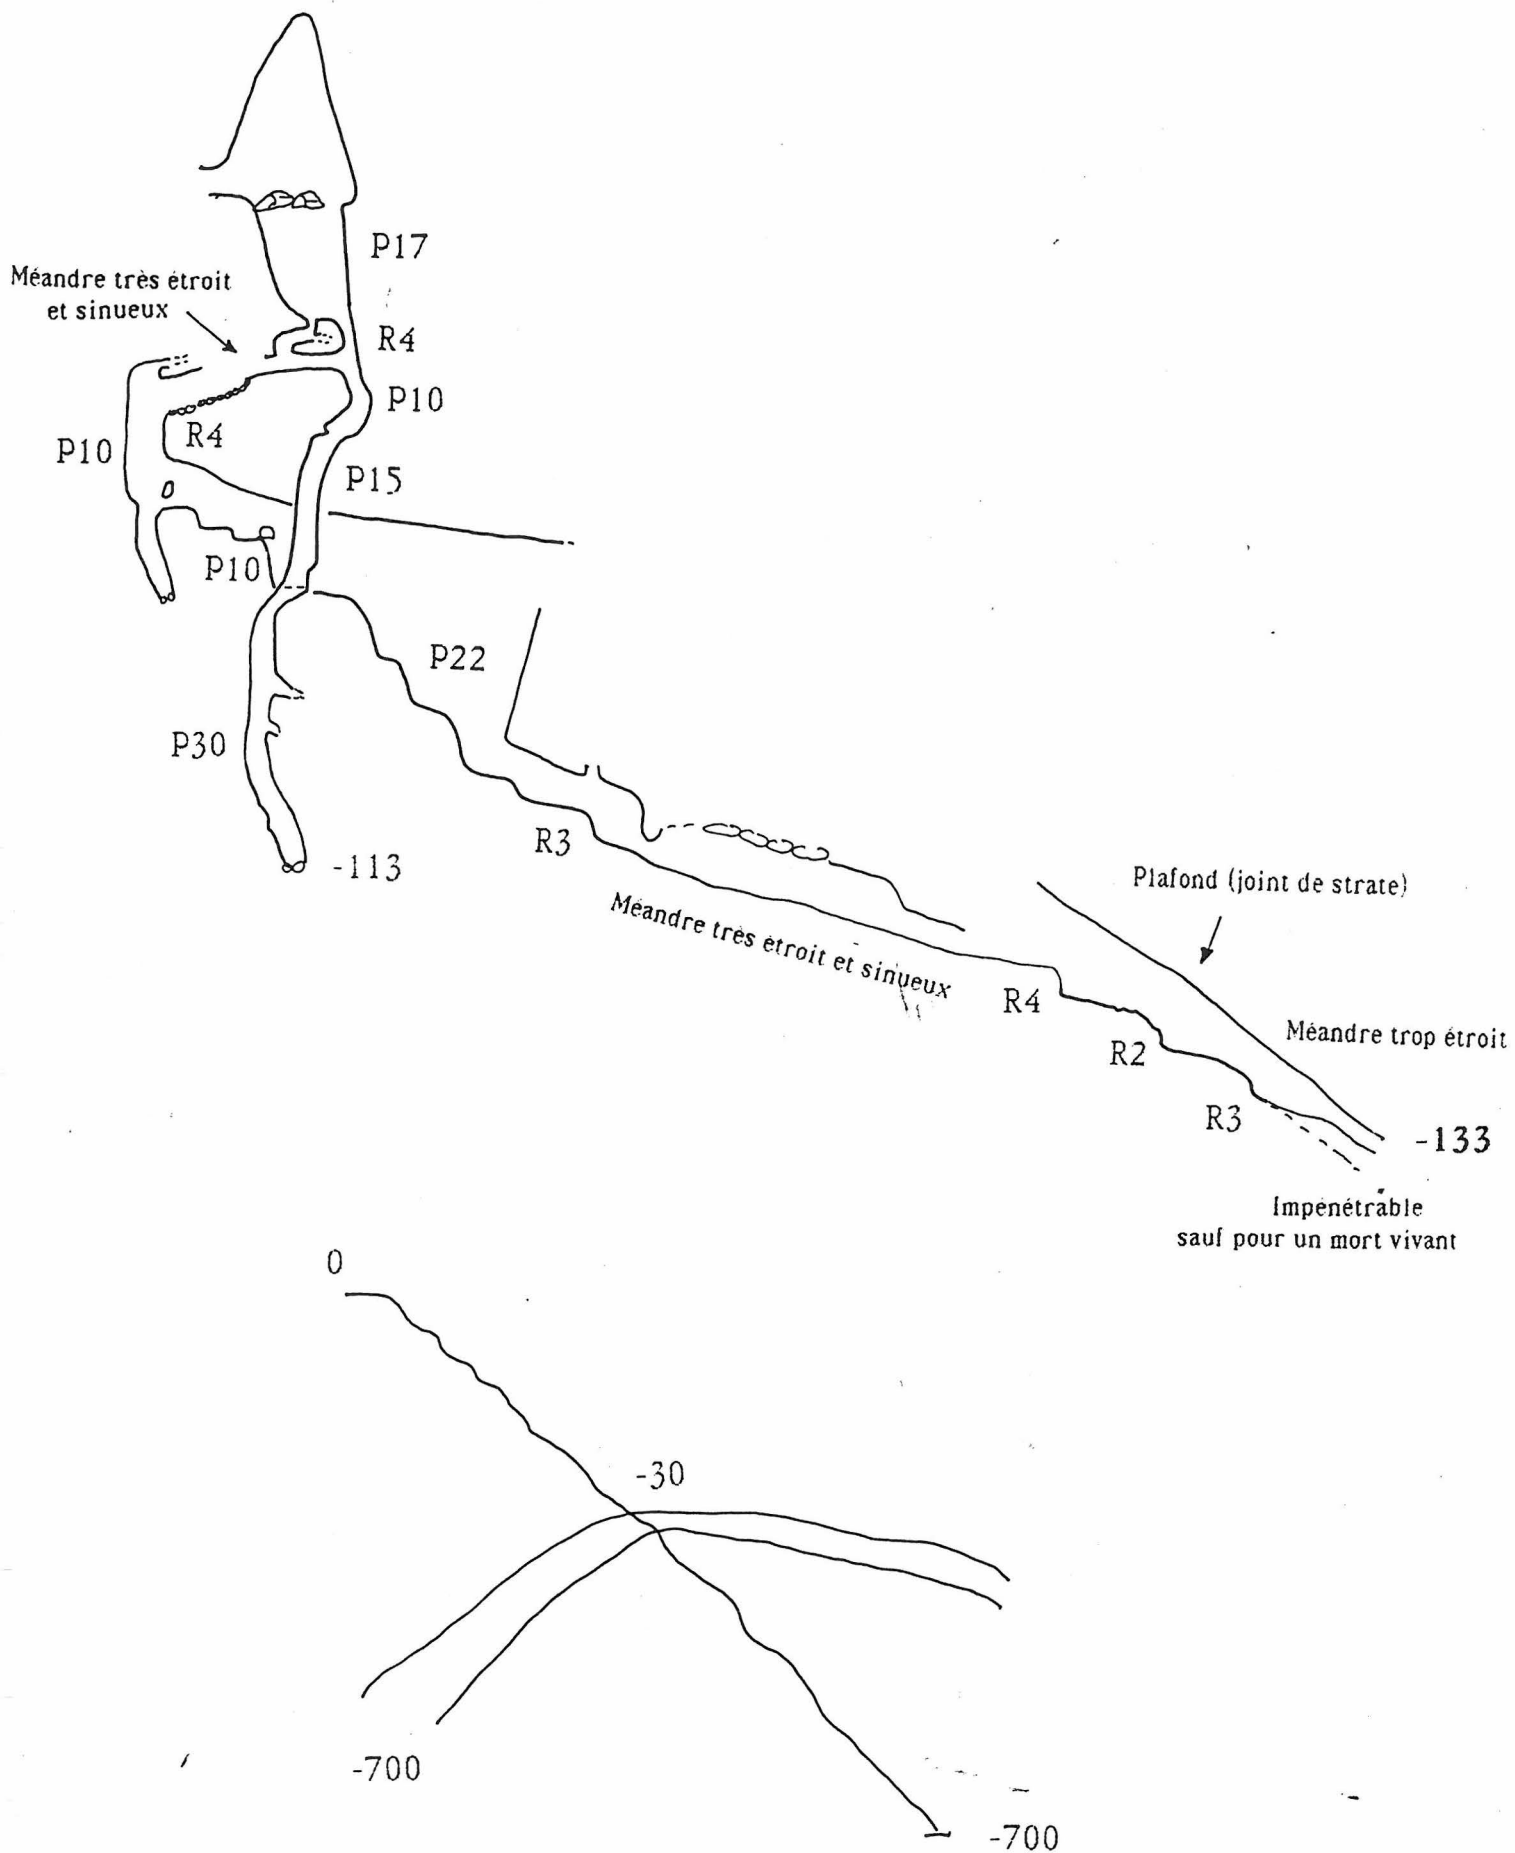 P17
Méandre très étroit
et sinueux
R4
P10
R4
P10
P15
P10
P22
P30
R3
-113
Plafond (joint de strate)
Méandre très étroit et sinueux
R4
Méandre trop étroit
R2
R3
-133
Impénétrable
sauf pour un mort vivant
0
-30
-700
-700